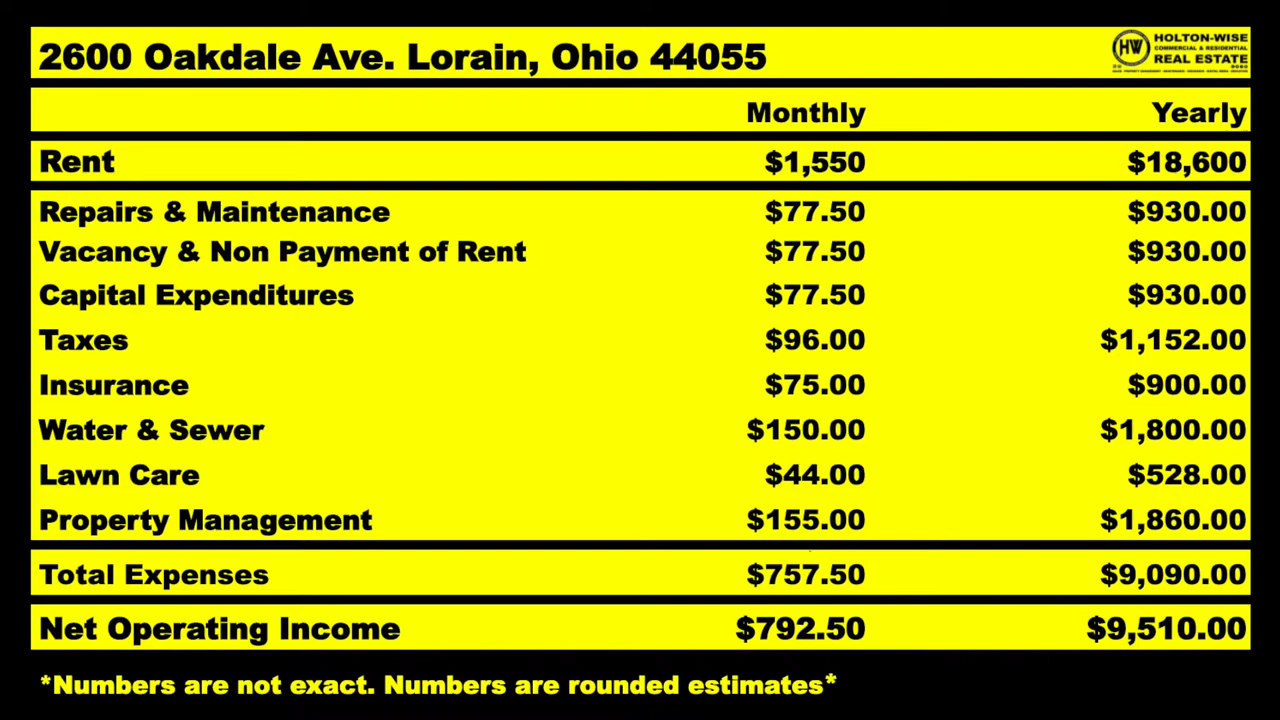 2600 Oakdale Ave. Lorain, Ohio 44055
HW
HOLTON-WISE
COMMERCIAL & RESIDENTIAL
REAL ESTATE
Monthly Yearly
Rent $1,550 $18,600
Repairs & Maintenance $77.50 $930.00
Vacancy & Non Payment of Rent $77.50 $930.00
Capital Expenditures $77.50 $930.00
Taxes $96.00 $1,152.00
Insurance $75.00 $900.00
Water & Sewer $150.00 $1,800.00
Lawn Care $44.00 $528.00
Property Management $155.00 $1,860.00
Total Expenses $757.50 $9,090.00
Net Operating Income $792.50 $9,510.00
*Numbers are not exact. Numbers are rounded estimates*